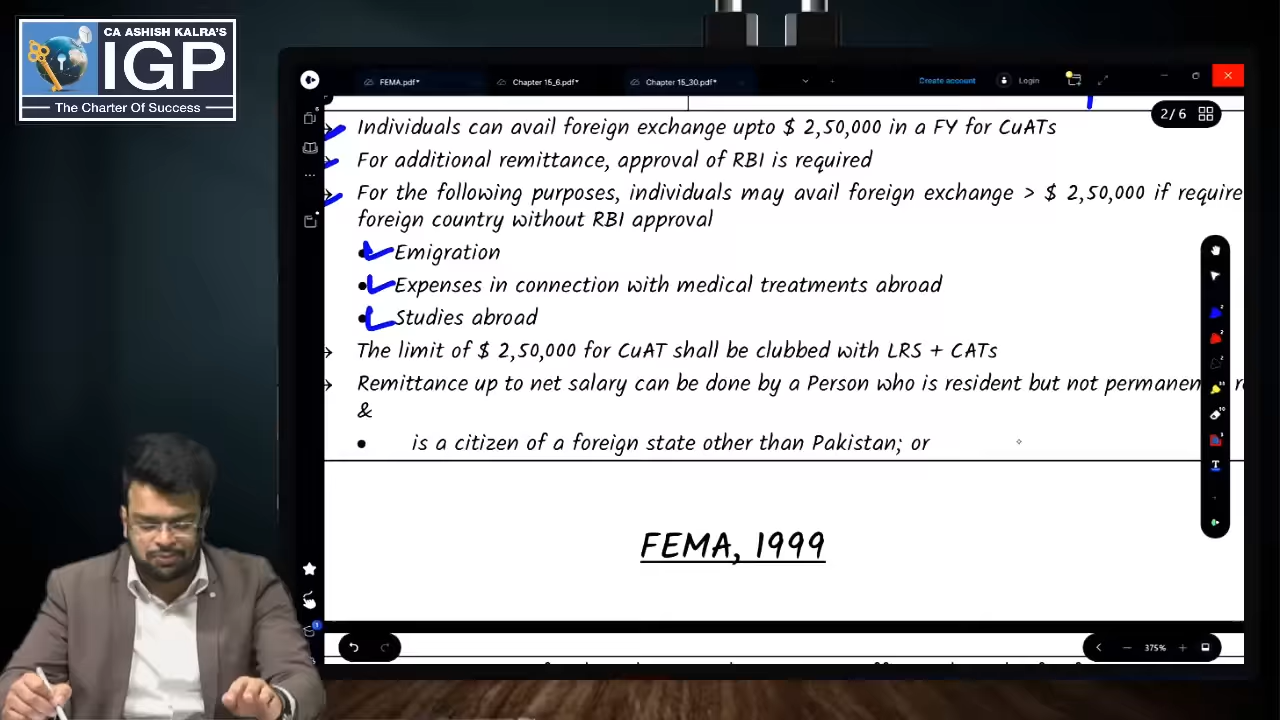 CA ASHISH KALRA'S
IGP
The Charter Of Success
FEMA.pdf*
Chapter 15_6.pdf*
Chapter 15_30.pdf*
Create account
Login
2/6
Individuals can avail foreign exchange upto $ 2,50,000 in a FY for CuATs
For additional remittance, approval of RBI is required
For the following purposes, individuals may avail foreign exchange > $ 2,50,000 if require
foreign country without RBI approval
• Emigration
• Expenses in connection with medical treatments abroad
• Studies abroad
→ The limit of $ 2,50,000 for CuAT shall be clubbed with LRS + CATs
→ Remittance up to net salary can be done by a Person who is resident but not permanen
&
• is a citizen of a foreign state other than Pakistan; or
FEMA, 1999
375%